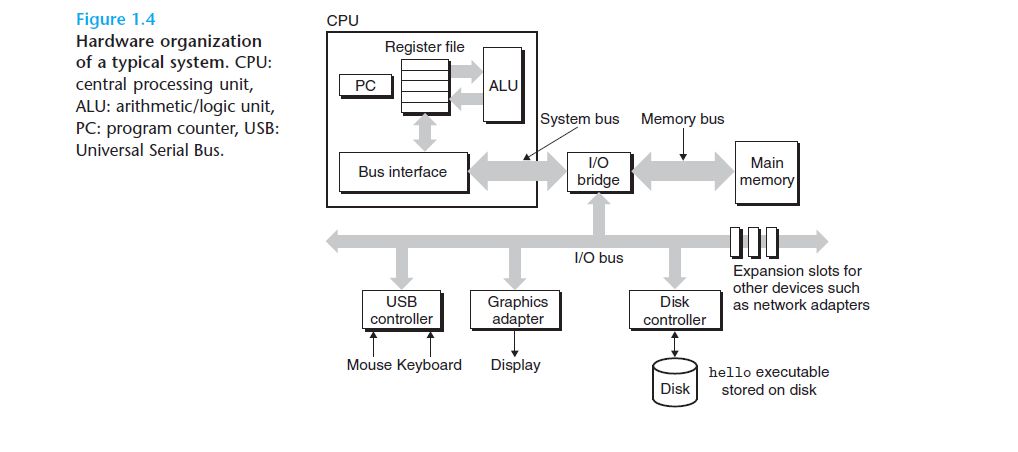 Figure 1.4
Hardware organization
of a typical system. CPU:
central processing unit,
ALU: arithmetic/logic unit,
PC: program counter, USB:
Universal Serial Bus.
CPU
Register file
PC
ALU
System bus
Memory bus
Bus interface
I/O
bridge
Main
memory
I/O bus
Expansion slots for
other devices such
as network adapters
USB
controller
Graphics
adapter
Disk
controller
Mouse Keyboard
Display
Disk
hello executable
stored on disk